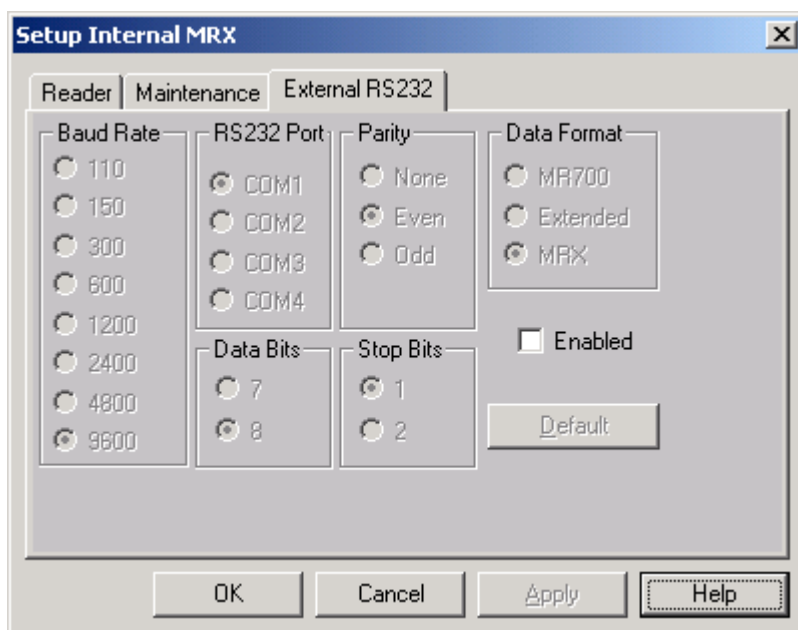 Setup Internal MRX
Reader
Maintenance
External RS232
Baud Rate
110
150
300
600
1200
2400
4800
9600
RS232 Port
COM1
COM2
COM3
COM4
Parity
None
Even
Odd
Data Format
MR700
Extended
MRX
Data Bits
7
8
Stop Bits
1
2
Enabled
Default
OK
Cancel
Apply
Help